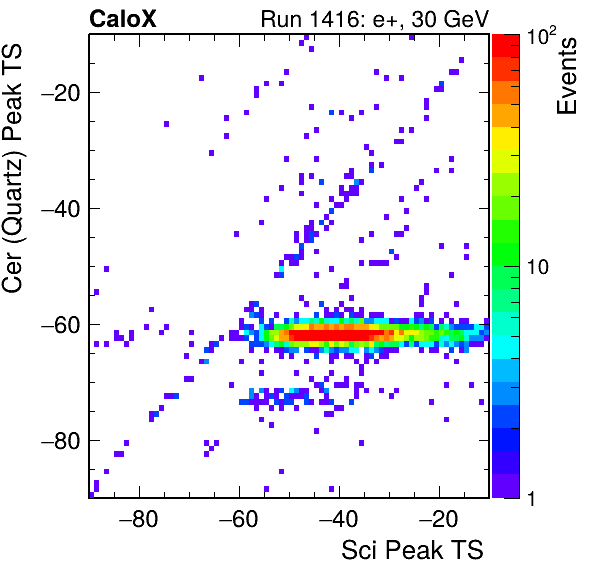 CaloX Run 1416: e+, 30 GeV
Cer (Quartz) Peak TS
−20
−40
−60
−80
−80 −60 −40 −20
Sci Peak TS
10²
10
1
Events